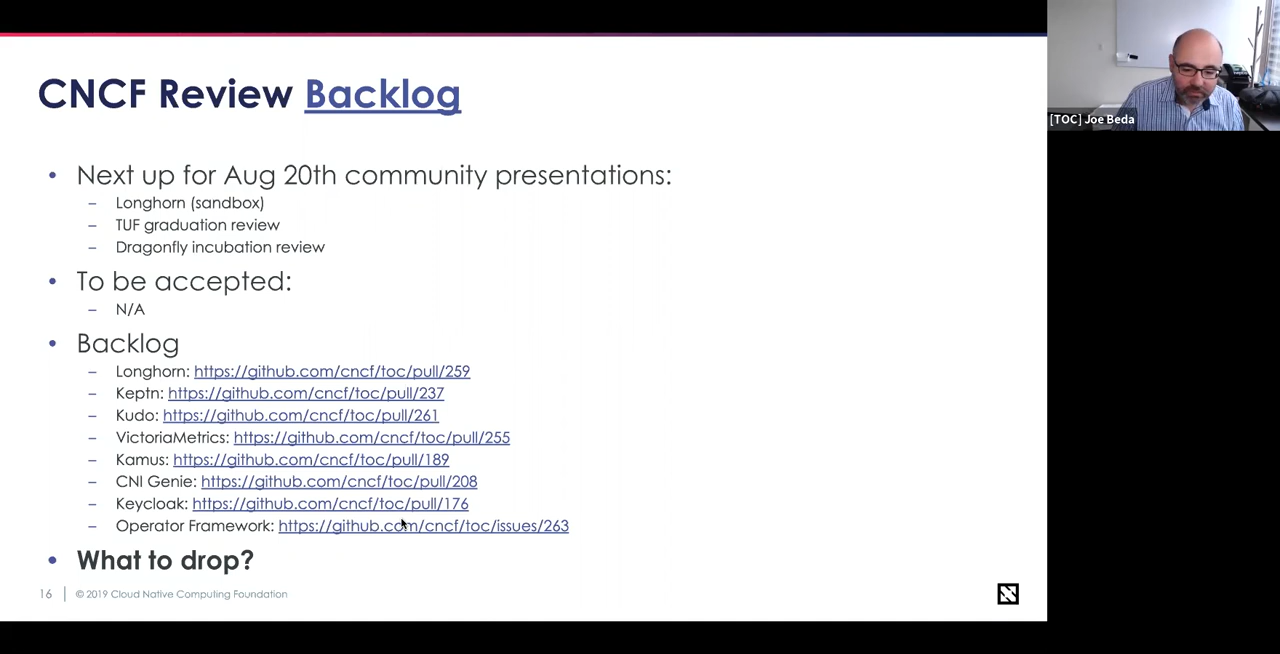 CNCF Review Backlog
[TOC] Joe Beda
• Next up for Aug 20th community presentations:
– Longhorn (sandbox)
– TUF graduation review
– Dragonfly incubation review
• To be accepted:
– N/A
• Backlog
– Longhorn: https://github.com/cncf/toc/pull/259
– Keptn: https://github.com/cncf/toc/pull/237
– Kudo: https://github.com/cncf/toc/pull/261
– VictoriaMetrics: https://github.com/cncf/toc/pull/255
– Kamus: https://github.com/cncf/toc/pull/189
– CNI Genie: https://github.com/cncf/toc/pull/208
– Keycloak: https://github.com/cncf/toc/pull/176
– Operator Framework: https://github.com/cncf/toc/issues/263
• What to drop?
16 | © 2019 Cloud Native Computing Foundation